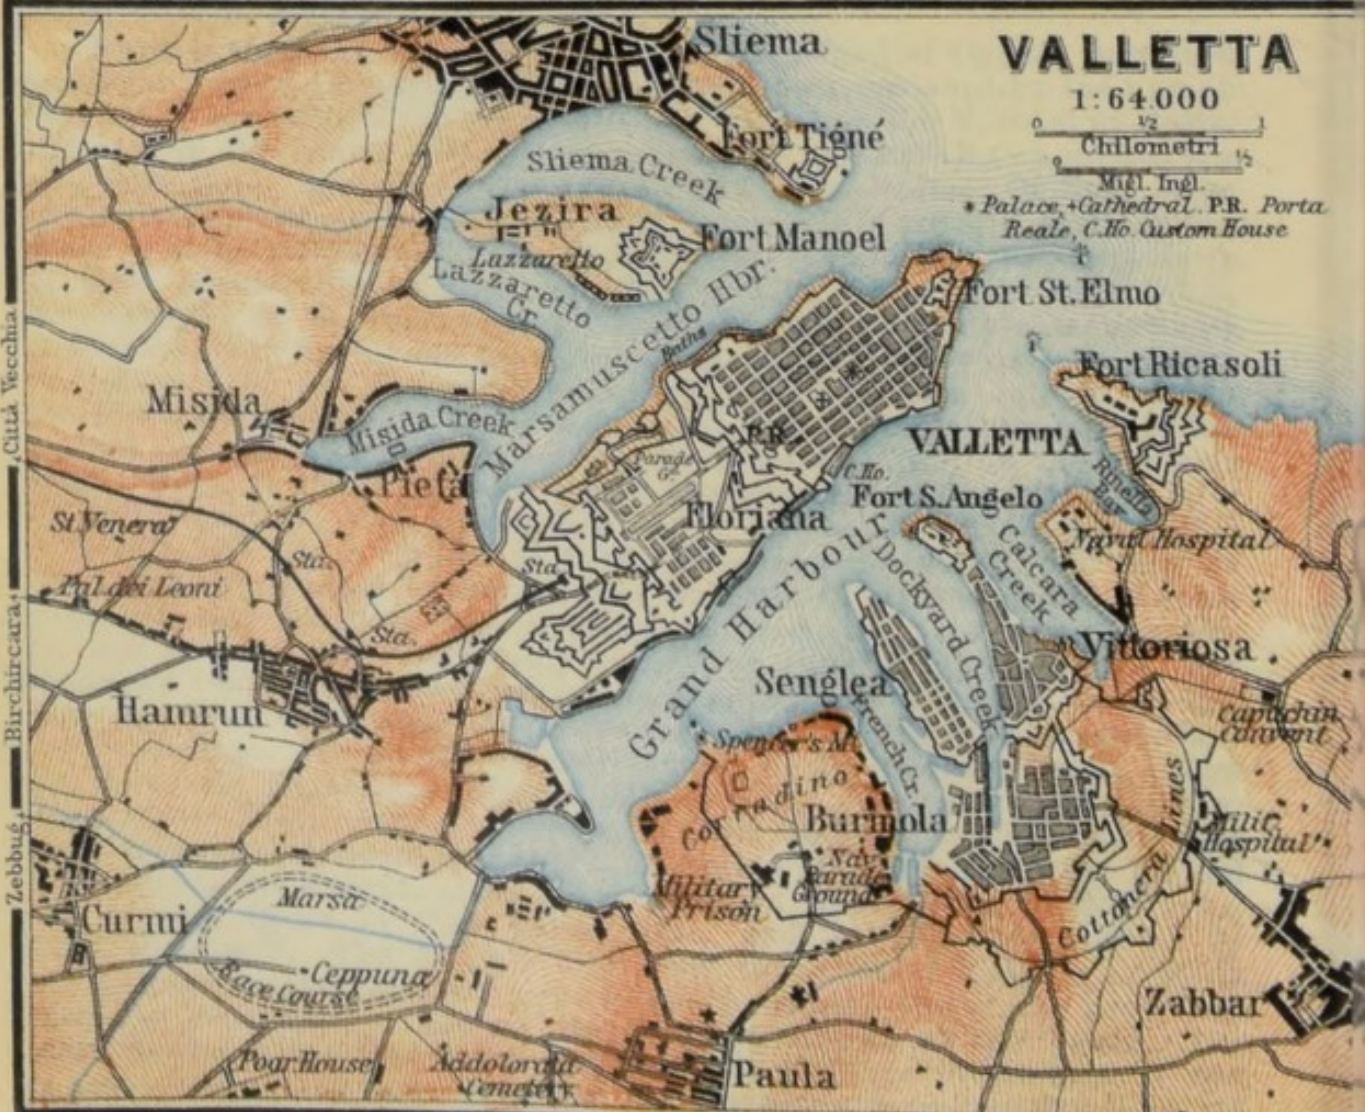 VALLETTA
1:64.000
0 ½ 1
Chilometri
0 ½
Migl. Ingl.
* Palace, + Cathedral. P.R. Porta
Reale, C.Ho. Custom House
Sliema
Fort Tigné
Sliema Creek
Jezira
Fort Manoel
Lazzaretto
Lazzaretto
Cr.
Marsamuscetto Hbr.
Baths
Fort St. Elmo
Fort Ricasoli
Misida
Misida Creek
P.R.
VALLETTA
Parade
Gd.
C.Ho.
Pietà
Fort S. Angelo
Rinella
Bay
Floriana
St Venera
Naval Hospital
Calcara
Creek
Sta.
Sta.
Pal dei Leoni
Dockyard Creek
Grand Harbour
Sta.
Vittoriosa
Senglea
Hamrun
French Cr.
Capuchin
Convent
Spencer's Mt.
Corradino
Burmola
Milit.
Hospital
Cottonera Lines
Nav.
Parade
Ground
Military
Prison
Marsa
Curmi
Ceppuna
Race Course
Zabbar
Poor House
Addolorata
Cemetery
Paula
Città Vecchia
Birchircara
Zebbug